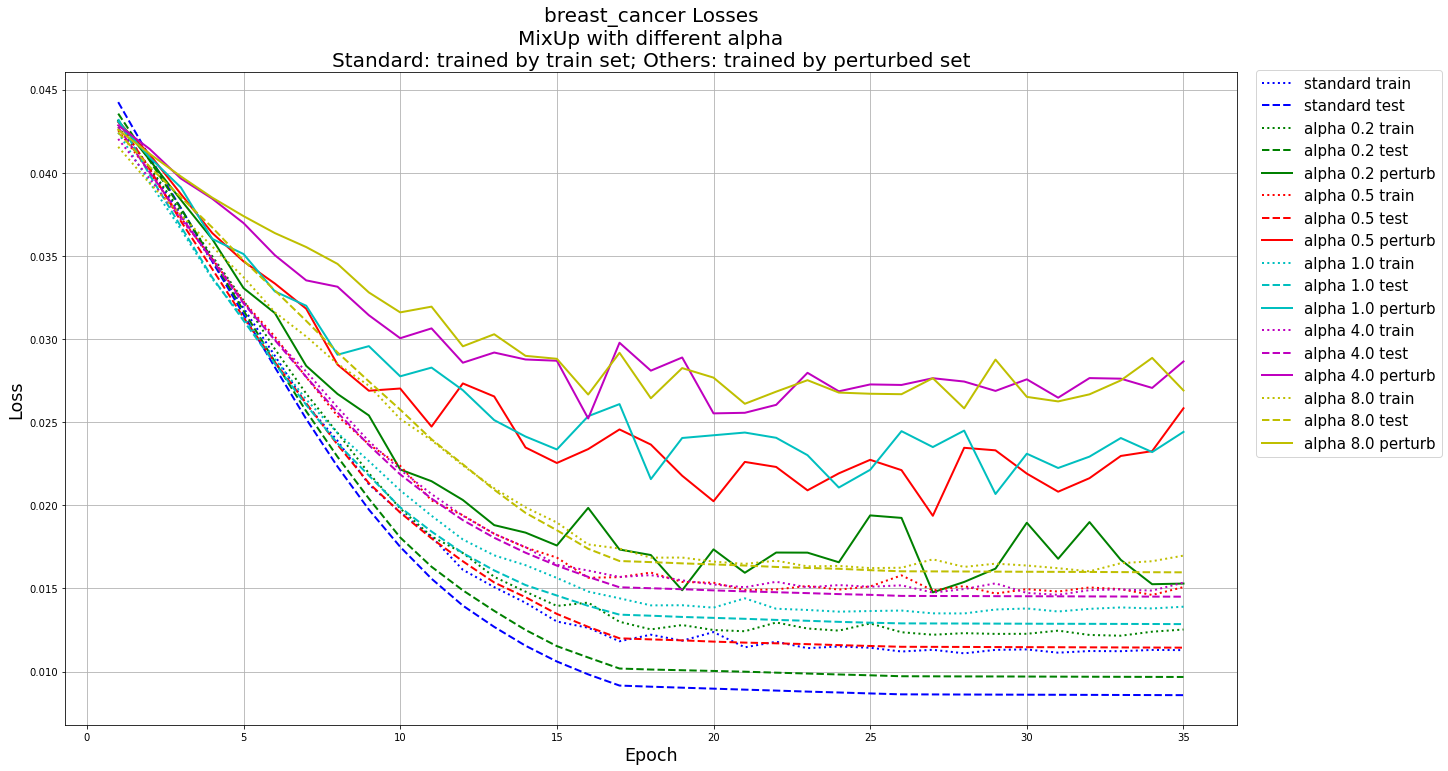 breast_cancer Losses
MixUp with different alpha
Standard: trained by train set; Others: trained by perturbed set
0.045
0.040
0.035
0.030
0.025
0.020
0.015
0.010
Loss
0
5
10
15
20
25
30
35
Epoch
standard train
standard test
alpha 0.2 train
alpha 0.2 test
alpha 0.2 perturb
alpha 0.5 train
alpha 0.5 test
alpha 0.5 perturb
alpha 1.0 train
alpha 1.0 test
alpha 1.0 perturb
alpha 4.0 train
alpha 4.0 test
alpha 4.0 perturb
alpha 8.0 train
alpha 8.0 test
alpha 8.0 perturb